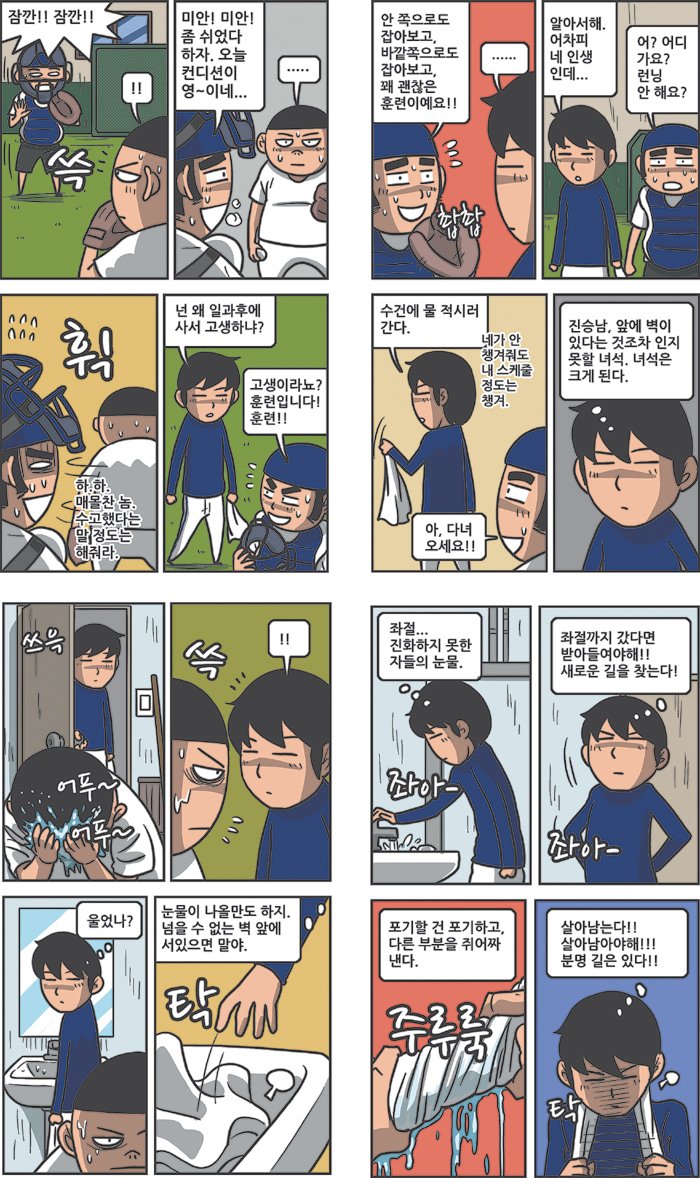 잠깐!! 잠깐!!
!!
쓱
미안! 미안!
좀 쉬었다
하자. 오늘
컨디션이
영~이네...
.....
휙
하.하.
매몰찬 놈.
수고했다는
말 정도는
해줘라.
넌 왜 일과후에
사서 고생하냐?
고생이라뇨?
훈련입니다!
훈련!!
안 쪽으로도
잡아보고,
바깥쪽으로도
잡아보고,
꽤 괜찮은
훈련이예요!!
......
찹찹
알아서해.
어차피
네 인생
인데...
어? 어디
가요?
런닝
안 해요?
수건에 물 적시러
간다.
네가 안
챙겨줘도
내 스케줄
정도는
챙겨.
아, 다녀
오세요!!
진승남, 앞에 벽이
있다는 것조차 인지
못할 녀석. 녀석은
크게 된다.
쓰윽
어푸~
어푸~
쓱
!!
울었나?
눈물이 나올만도 하지.
넘을 수 없는 벽 앞에
서있으면 말야.
탁
좌절...
진화하지 못한
자들의 눈물.
좌아-
좌절까지 갔다면
받아들여야해!!
새로운 길을 찾는다!
좌아-
포기할 건 포기하고,
다른 부분을 쥐어짜
낸다.
주륵룩
살아남는다!!
살아남아야해!!!
분명 길은 있다!!
탁